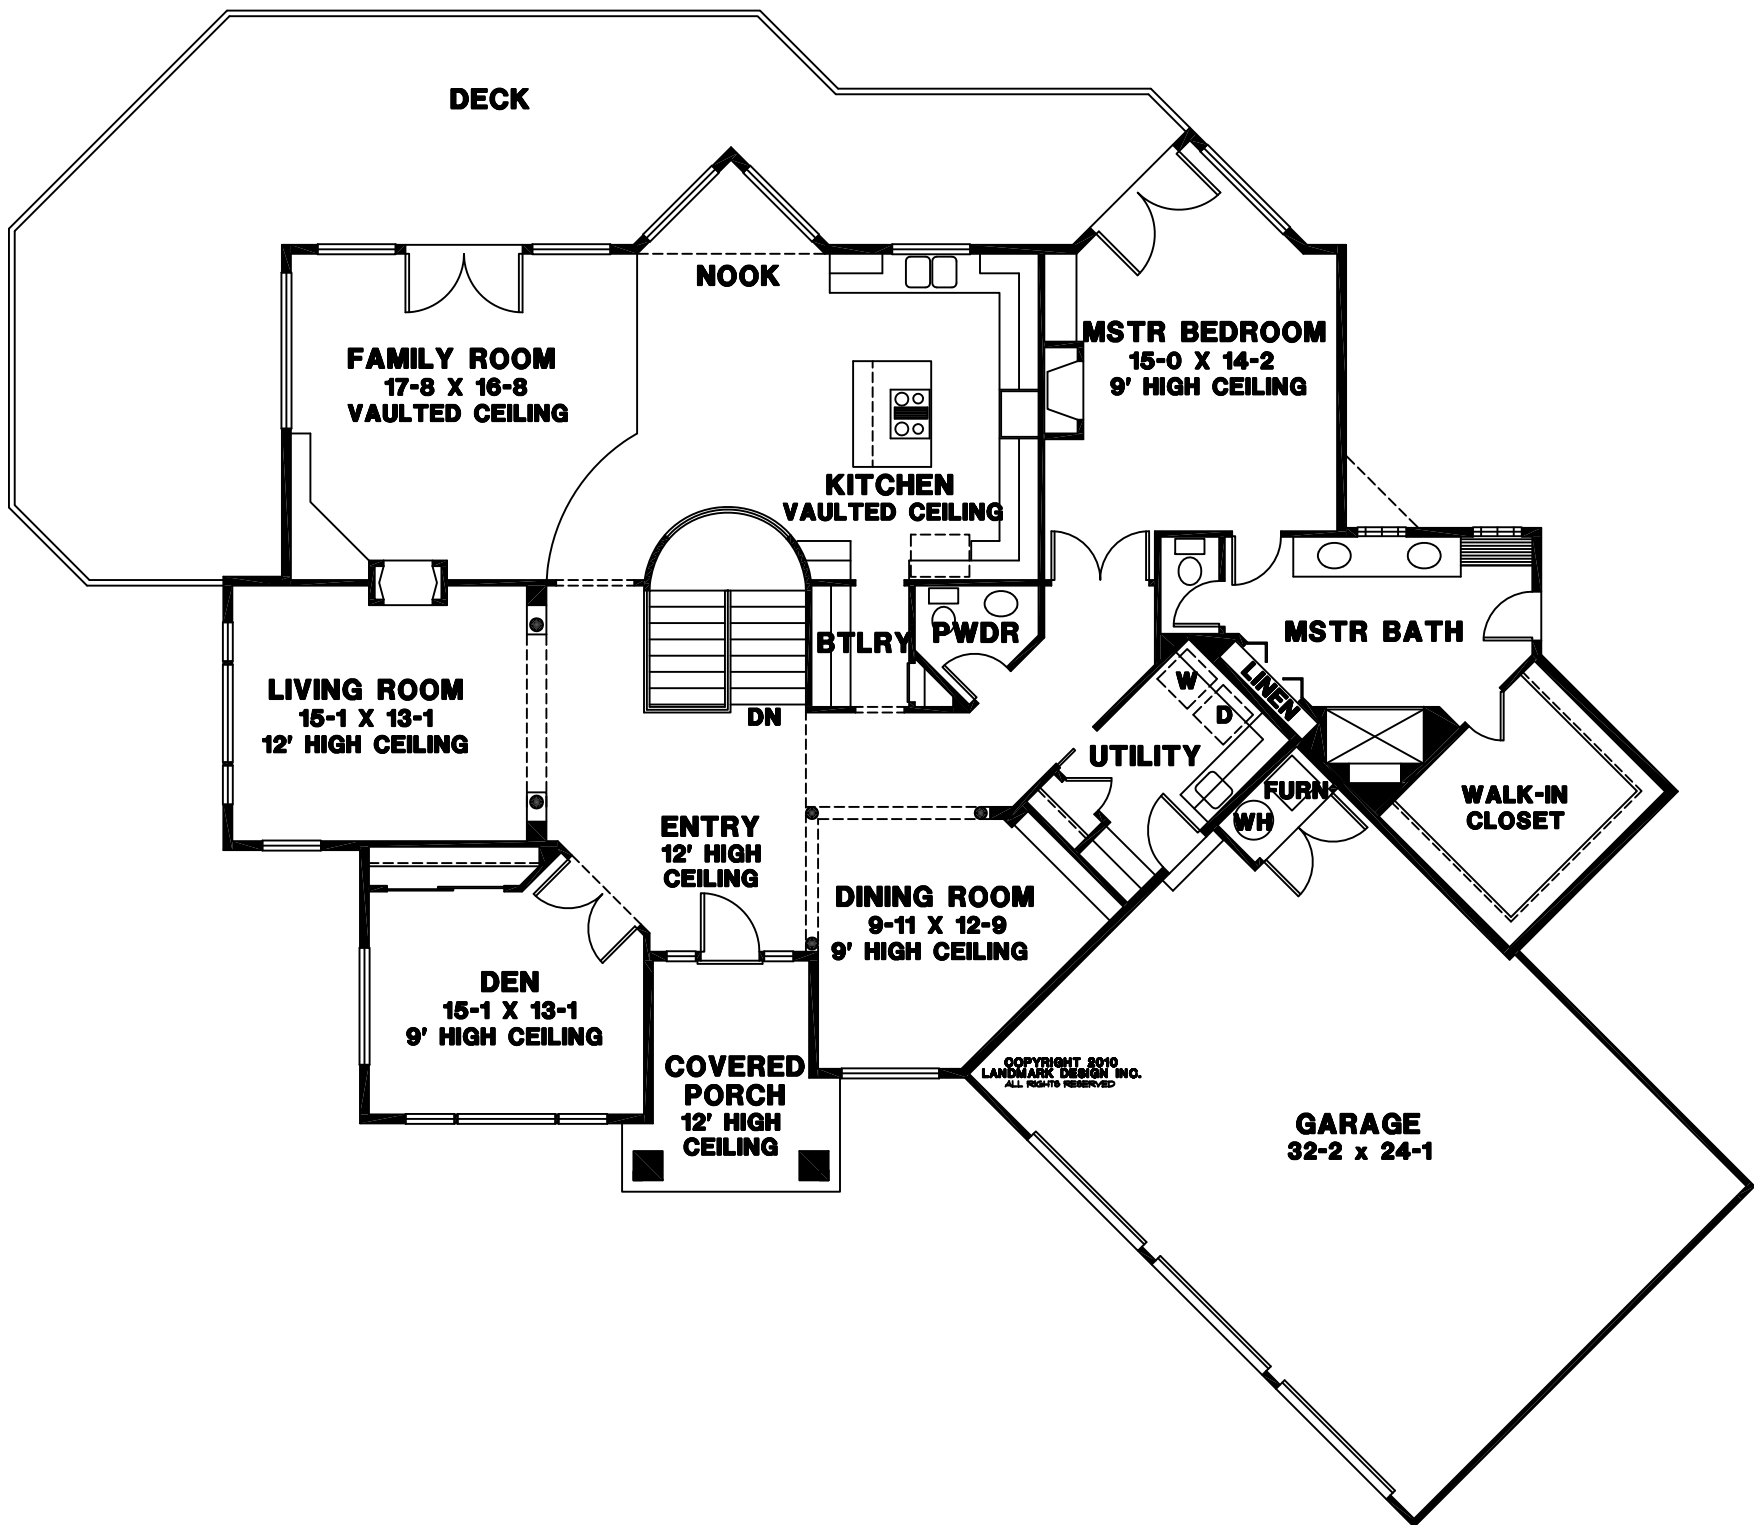 DECK
NOOK
FAMILY ROOM
17-8 X 16-8
VAULTED CEILING
MSTR BEDROOM
15-0 X 14-2
9' HIGH CEILING
KITCHEN
VAULTED CEILING
BTLRY
PWDR
MSTR BATH
LINEN
LIVING ROOM
15-1 X 13-1
12' HIGH CEILING
DN
W
D
UTILITY
FURN
WH
WALK-IN
CLOSET
ENTRY
12' HIGH
CEILING
DINING ROOM
9-11 X 12-9
9' HIGH CEILING
DEN
15-1 X 13-1
9' HIGH CEILING
COVERED
PORCH
12' HIGH
CEILING
COPYRIGHT 2010
LANDMARK DESIGN INC.
ALL RIGHTS RESERVED
GARAGE
32-2 x 24-1